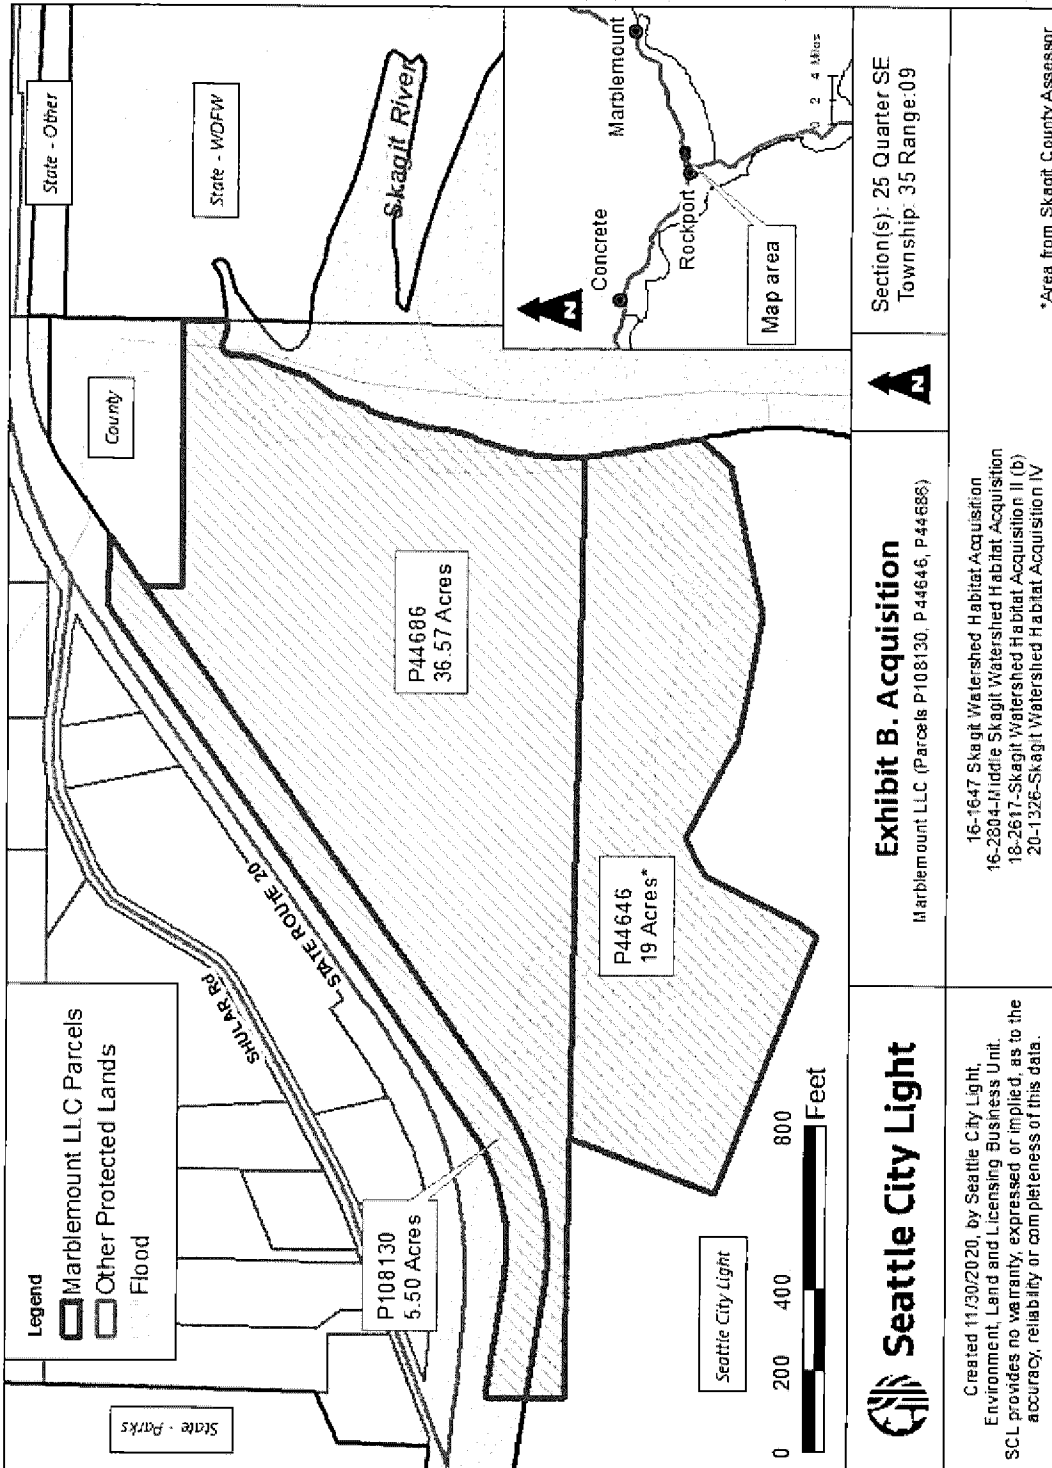 Legend
Marblemount LLC Parcels
Other Protected Lands
Flood
State - Parks
SHULAR Rd
STATE ROUTE 20
County
State - Other
State - WDFW
Skagit River
P44686
36.57 Acres
P108130
5.50 Acres
P44646
19 Acres*
Seattle City Light
0 200 400 800
Feet
N
Concrete
Marblemount
Rockport
Map area
0 2 4 Miles
Seattle City Light
Created 11/30/2020, by Seattle City Light,
Environment, Land and Licensing Business Unit.
SCL provides no warranty, expressed or implied, as to the
accuracy, reliability or completeness of this data.
Exhibit B. Acquisition
Marblemount LLC (Parcels P108130, P44646, P44686)
N
Section(s): 25 Quarter SE
Township: 35 Range:09
16-1647 Skagit Watershed Habitat Acquisition
16-2804-Middle Skagit Watershed Habitat Acquisition
18-2617-Skagit Watershed Habitat Acquisition II (b)
20-1326-Skagit Watershed Habitat Acquisition IV
*Area from Skagit County Assessor